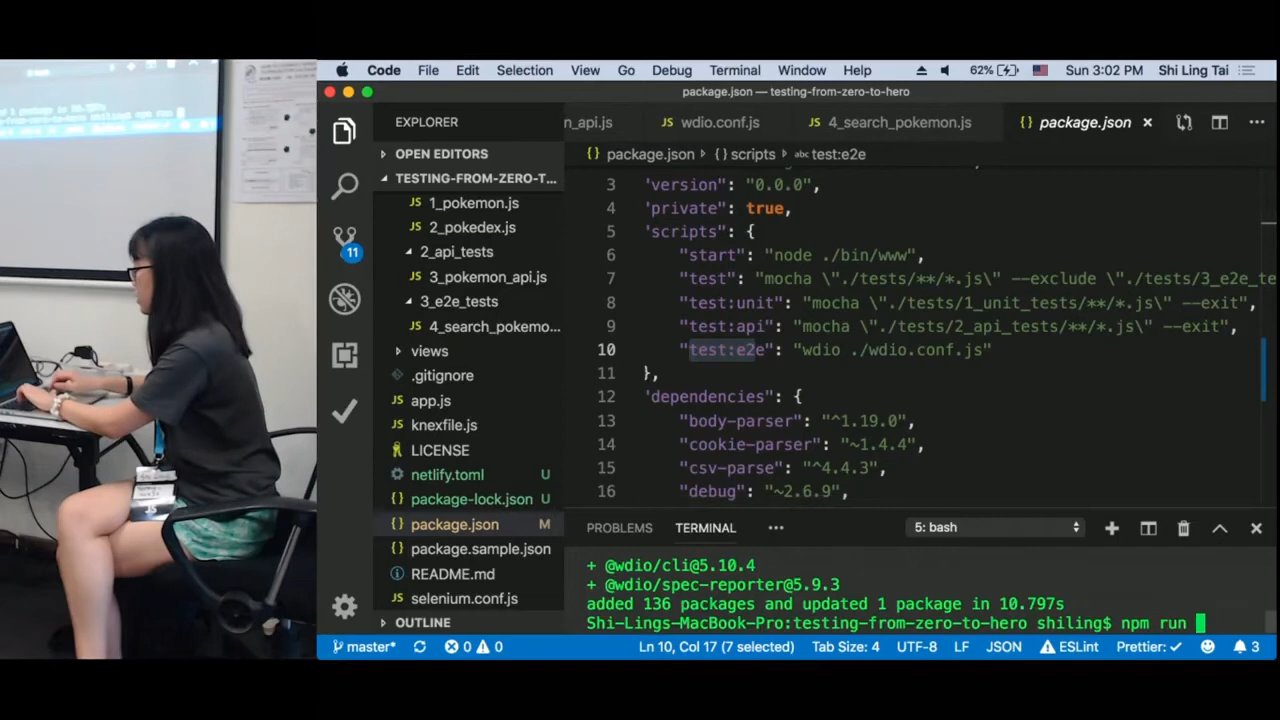 Code File Edit Selection View Go Debug Terminal Window Help 62% Sun 3:02 PM Shi Ling Tai
package.json — testing-from-zero-to-hero
EXPLORER
OPEN EDITORS
TESTING-FROM-ZERO-T...
1_pokemon.js
2_pokedex.js
2_api_tests
3_pokemon_api.js
3_e2e_tests
4_search_pokemo...
views
.gitignore
app.js
knexfile.js
LICENSE
netlify.toml U
package-lock.json U
package.json M
package.sample.json
README.md
selenium.conf.js
OUTLINE
11
n_api.js JS wdio.conf.js JS 4_search_pokemon.js {} package.json
{} package.json {} scripts abc test:e2e
3 'version": "0.0.0",
4 'private": true,
5 'scripts": {
6 "start": "node ./bin/www",
7 "test": "mocha \"./tests/**/*.js\" --exclude \"./tests/3_e2e_te
8 "test:unit": "mocha \"./tests/1_unit_tests/**/*.js\" --exit",
9 "test:api": "mocha \"./tests/2_api_tests/**/*.js\" --exit",
10 "test:e2e": "wdio ./wdio.conf.js"
11 },
12 'dependencies": {
13 "body-parser": "^1.19.0",
14 "cookie-parser": "~1.4.4",
15 "csv-parse": "^4.4.3",
16 "debug": "~2.6.9",
PROBLEMS TERMINAL ... 5: bash
+ @wdio/cli@5.10.4
+ @wdio/spec-reporter@5.9.3
added 136 packages and updated 1 package in 10.797s
Shi-Lings-MacBook-Pro:testing-from-zero-to-hero shiling$ npm run
master* 0 0 Ln 10, Col 17 (7 selected) Tab Size: 4 UTF-8 LF JSON ESLint Prettier: ✓ 3